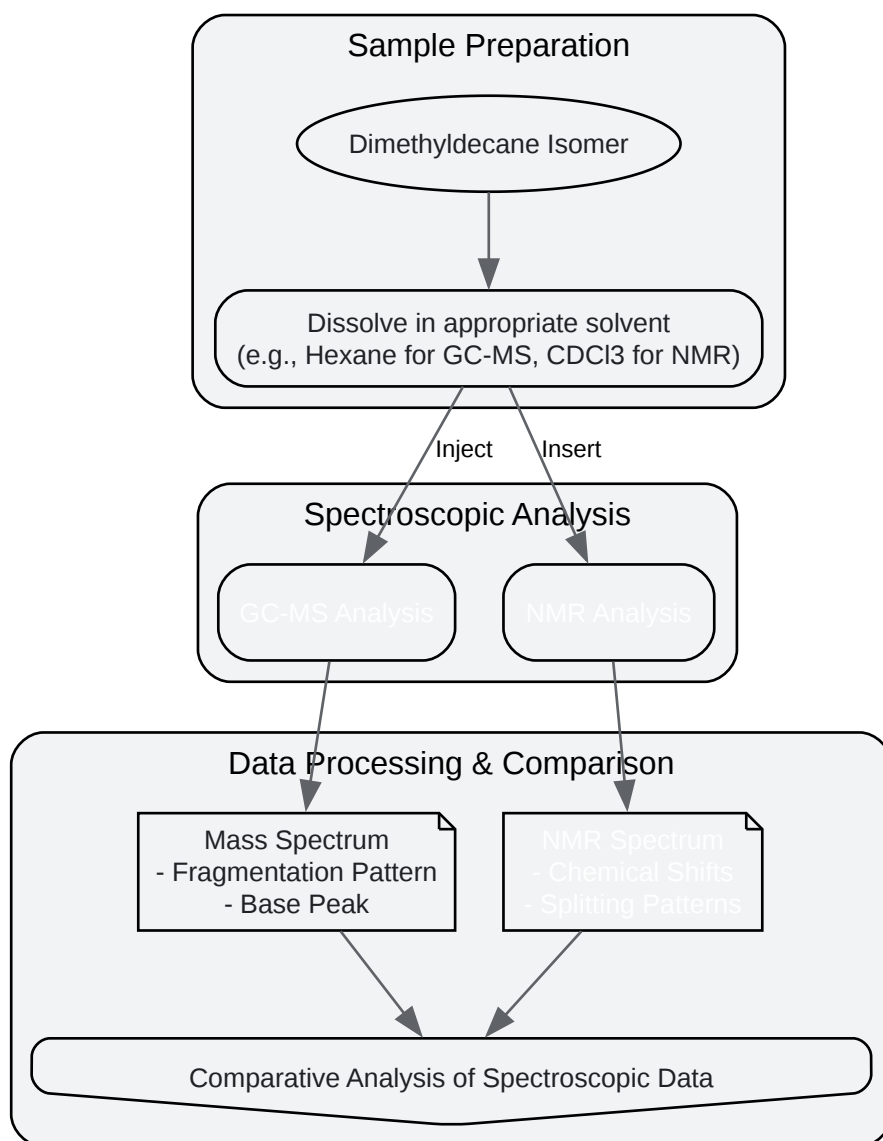 Sample Preparation
Dimethyldecane Isomer
Dissolve in appropriate solvent
(e.g., Hexane for GC-MS, CDCl3 for NMR)
Inject
Insert
Spectroscopic Analysis
GC-MS Analysis
NMR Analysis
Data Processing & Comparison
Mass Spectrum
- Fragmentation Pattern
- Base Peak
NMR Spectrum
- Chemical Shifts
- Splitting Patterns
Comparative Analysis of Spectroscopic Data